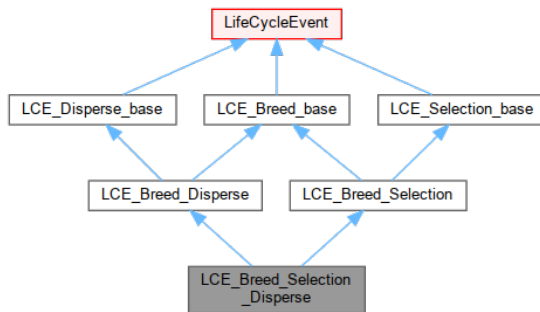 LifeCycleEvent
LCE_Disperse_base
LCE_Breed_base
LCE_Selection_base
LCE_Breed_Disperse
LCE_Breed_Selection
LCE_Breed_Selection
_Disperse